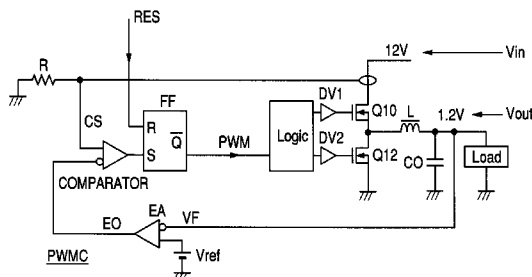 RES
12V
Vin
R
CS
FF
R
Q
S
DV1
Q10
L
1.2V
Vout
PWM
Logic
DV2
Q12
CO
Load
COMPARATOR
EA
EO
VF
PWMC
Vref